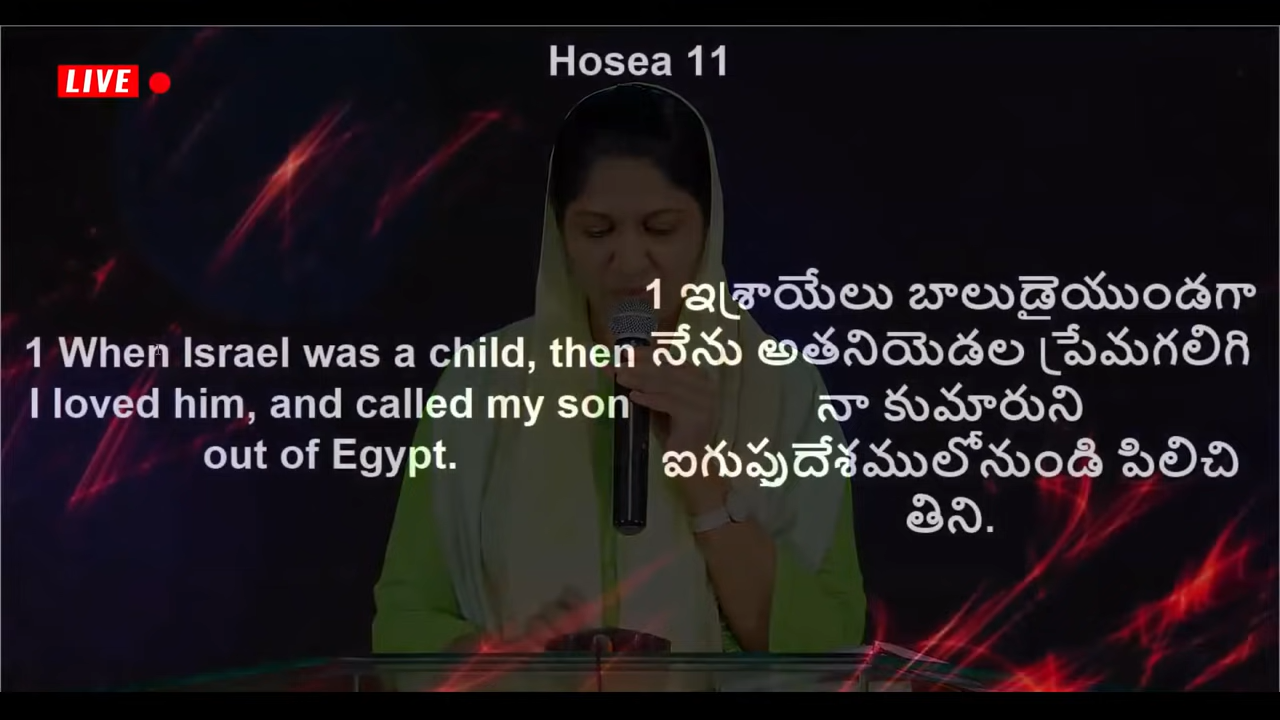 Hosea 11
LIVE
1 When Israel was a child, then
I loved him, and called my son
out of Egypt.
1 ఇశ్రాయేలు బాలుడైయుండగా
నేను అతనియెడల ప్రేమగలిగి
నా కుమారుని
ఐగుప్తుదేశములోనుండి పిలిచి
తిని.